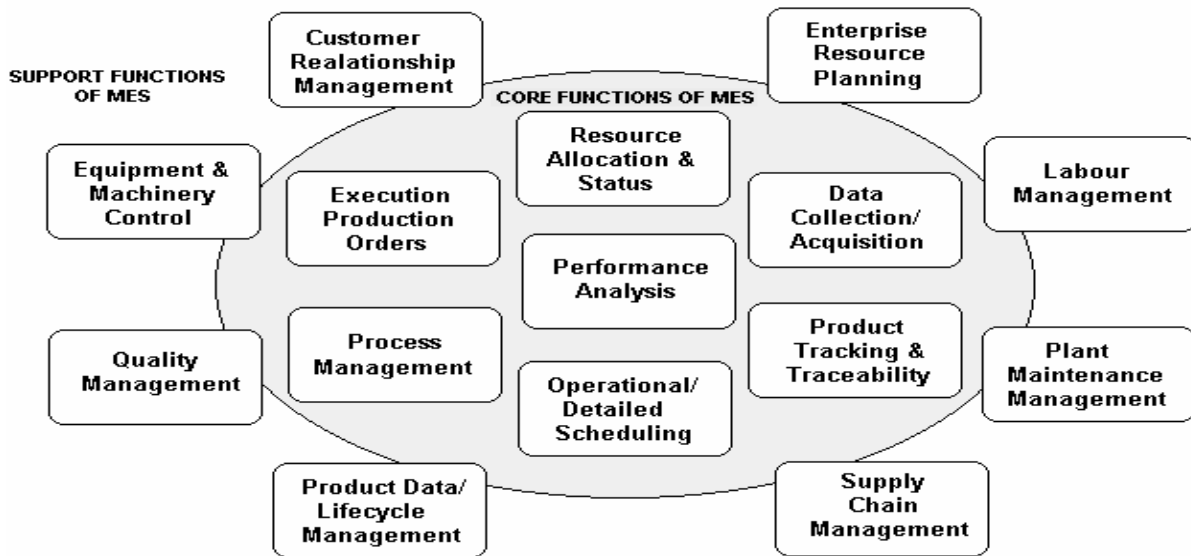 Customer
Realationship
Management
Enterprise
Resource
Planning
SUPPORT FUNCTIONS
OF MES
CORE FUNCTIONS OF MES
Resource
Allocation &
Status
Equipment &
Machinery
Control
Execution
Production
Orders
Data
Collection/
Acquisition
Labour
Management
Performance
Analysis
Quality
Management
Process
Management
Operational/
Detailed
Scheduling
Product
Tracking &
Traceability
Plant
Maintenance
Management
Product Data/
Lifecycle
Management
Supply
Chain
Management